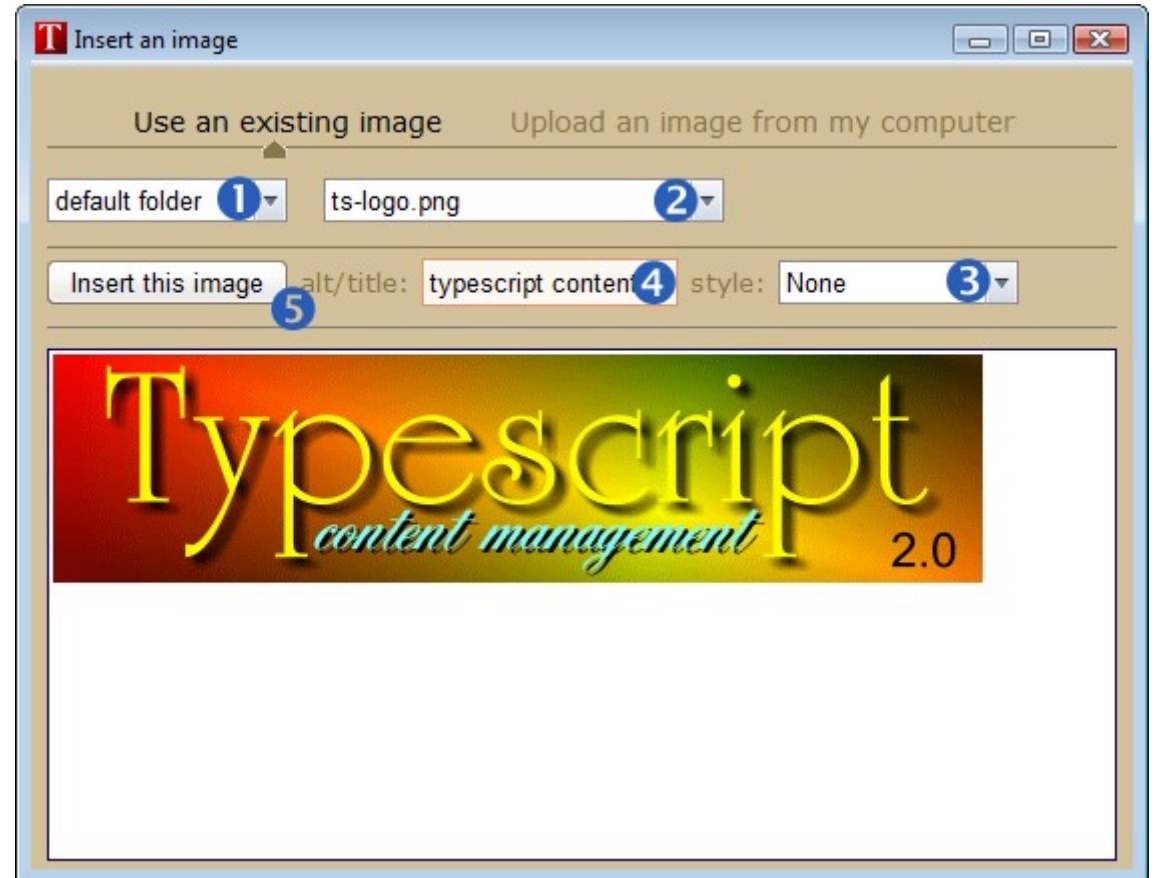 T Insert an image
Use an existing image Upload an image from my computer
default folder 1 ts-logo.png 2
Insert this image 5 alt/title: typescript content 4 style: None 3
Typescript
content management
2.0